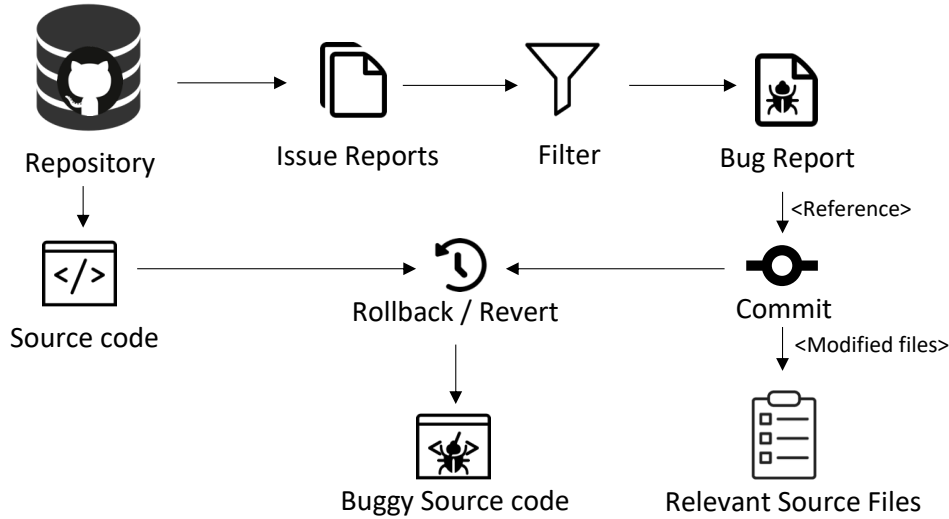 Repository
Issue Reports
Filter
Bug Report
<Reference>
</>
Source code
Rollback / Revert
Commit
<Modified files>
Buggy Source code
Relevant Source Files